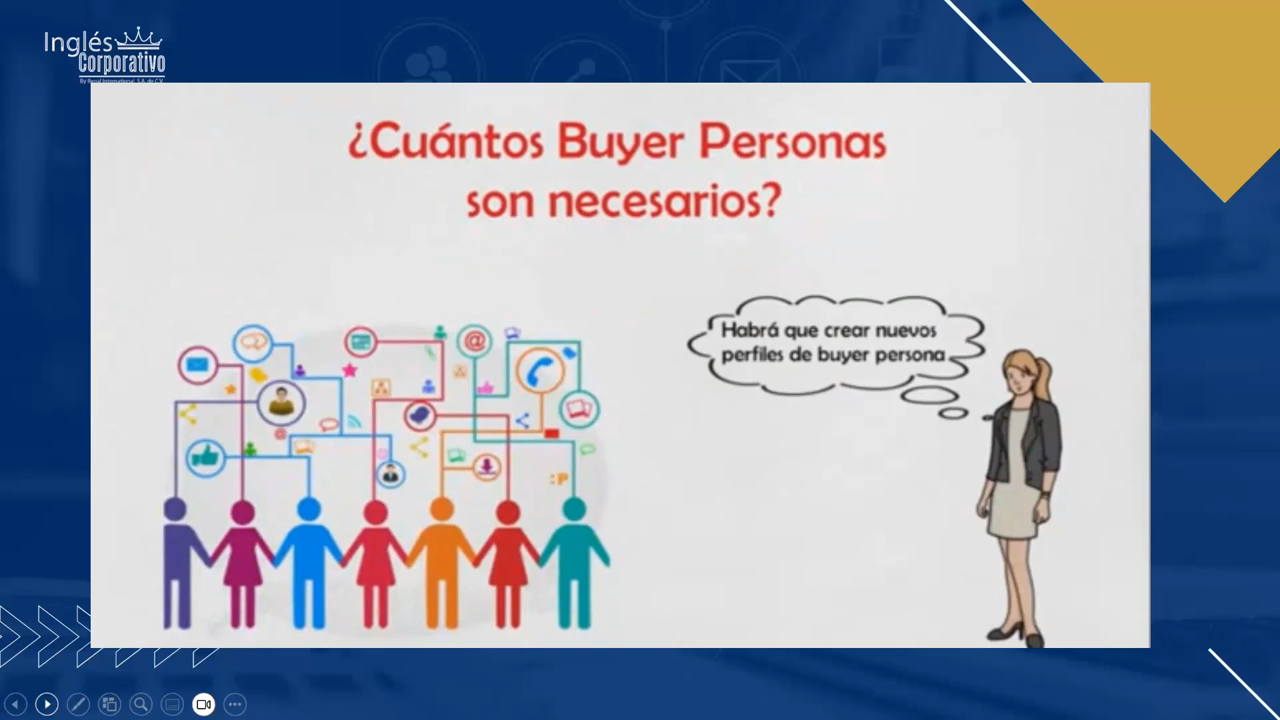 Inglés
Corporativo
¿Cuántos Buyer Personas
son necesarios?
Habrá que crear nuevos
perfiles de buyer persona
@
@
:P